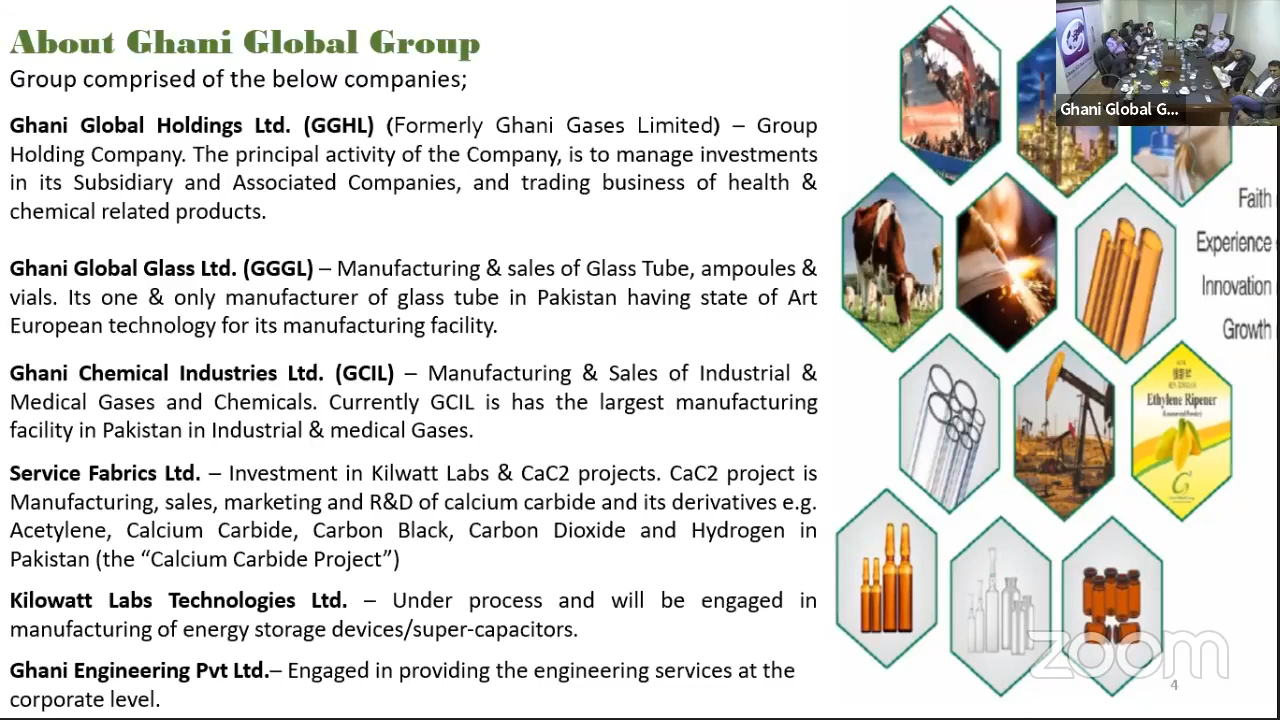 About Ghani Global Group
Group comprised of the below companies;
Ghani Global Holdings Ltd. (GGHL) (Formerly Ghani Gases Limited) – Group
Holding Company. The principal activity of the Company, is to manage investments
in its Subsidiary and Associated Companies, and trading business of health &
chemical related products.
Ghani Global Glass Ltd. (GGGL) – Manufacturing & sales of Glass Tube, ampoules &
vials. Its one & only manufacturer of glass tube in Pakistan having state of Art
European technology for its manufacturing facility.
Ghani Chemical Industries Ltd. (GCIL) – Manufacturing & Sales of Industrial &
Medical Gases and Chemicals. Currently GCIL is has the largest manufacturing
facility in Pakistan in Industrial & medical Gases.
Service Fabrics Ltd. – Investment in Kilwatt Labs & CaC2 projects. CaC2 project is
Manufacturing, sales, marketing and R&D of calcium carbide and its derivatives e.g.
Acetylene, Calcium Carbide, Carbon Black, Carbon Dioxide and Hydrogen in
Pakistan (the “Calcium Carbide Project”)
Kilowatt Labs Technologies Ltd. – Under process and will be engaged in
manufacturing of energy storage devices/super-capacitors.
Ghani Engineering Pvt Ltd.– Engaged in providing the engineering services at the
corporate level.
Ghani Global G...
Faith
Experience
Innovation
Growth
Ethylene Ripener
zoom
4